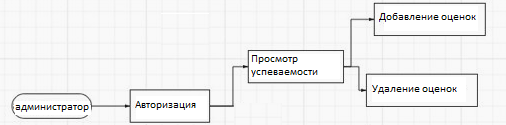 Добавление оценок
Просмотр
успеваемости
Удаление оценок
администратор
Авторизация